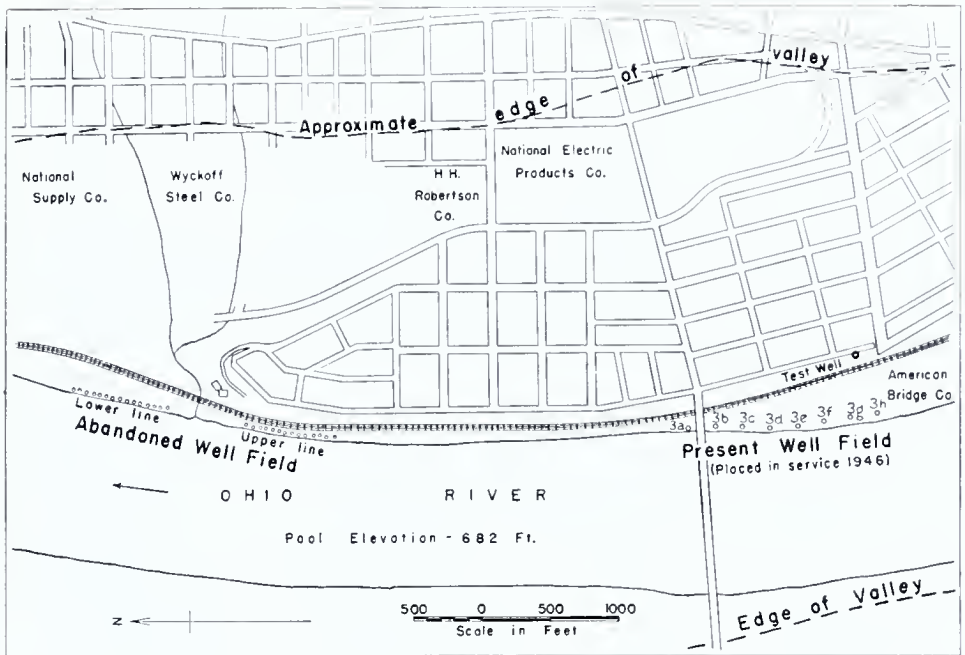 valley
of
edge
Approximate
National
Supply Co.
Wyckoff
Steel Co.
H H.
Robertson
Co.
National Electric
Products Co.
Test Well
American
Bridge Co
Lower line
Upper line
Abandoned Well Field
3a
3b
3c
3d
3e
3f
3g
3h
Present Well Field
(Placed in service 1946)
OHIO RIVER
Pool Elevation - 682 Ft.
Edge of Valley
N
500 0 500 1000
Scale in Feet